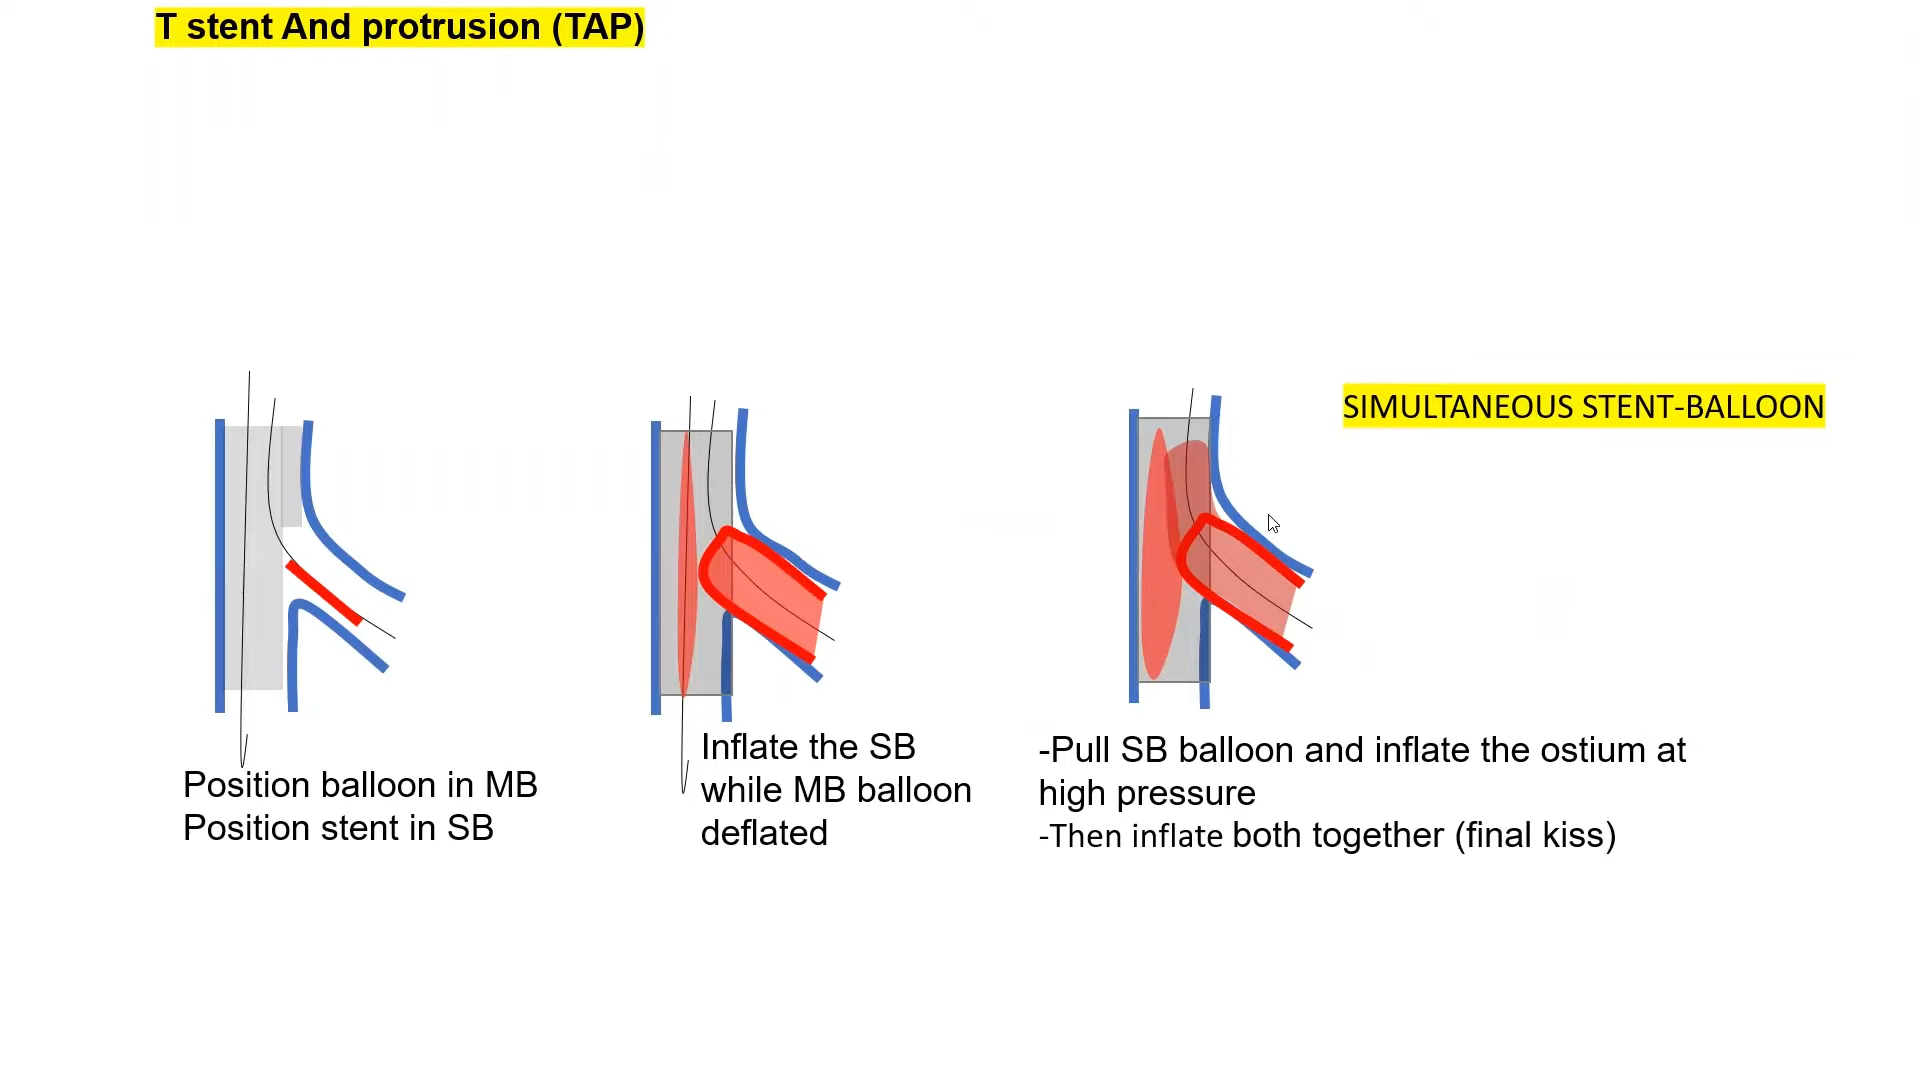 T stent And protrusion (TAP)
SIMULTANEOUS STENT-BALLOON
Position balloon in MB
Position stent in SB
Inflate the SB
while MB balloon
deflated
-Pull SB balloon and inflate the ostium at
high pressure
-Then inflate both together (final kiss)